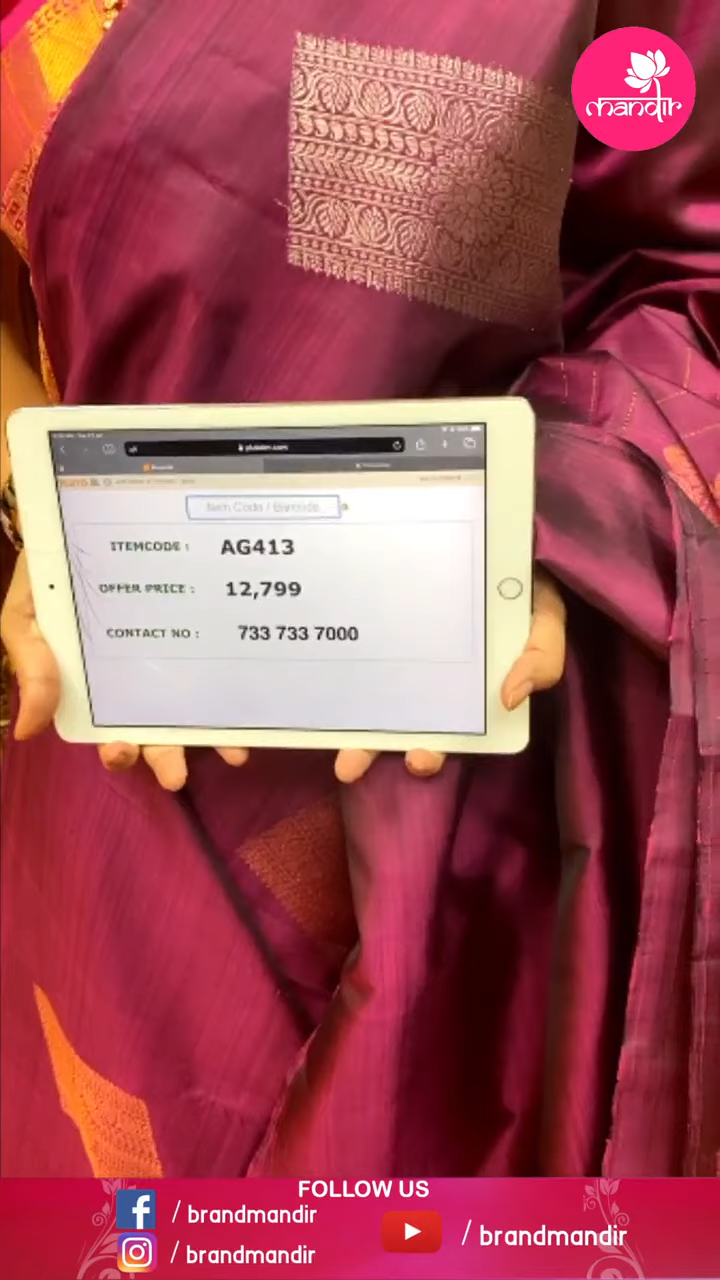 mandir
Item Code / Barcode
ITEMCODE : AG413
OFFER PRICE : 12,799
CONTACT NO : 733 733 7000
FOLLOW US
/ brandmandir
/ brandmandir
/ brandmandir